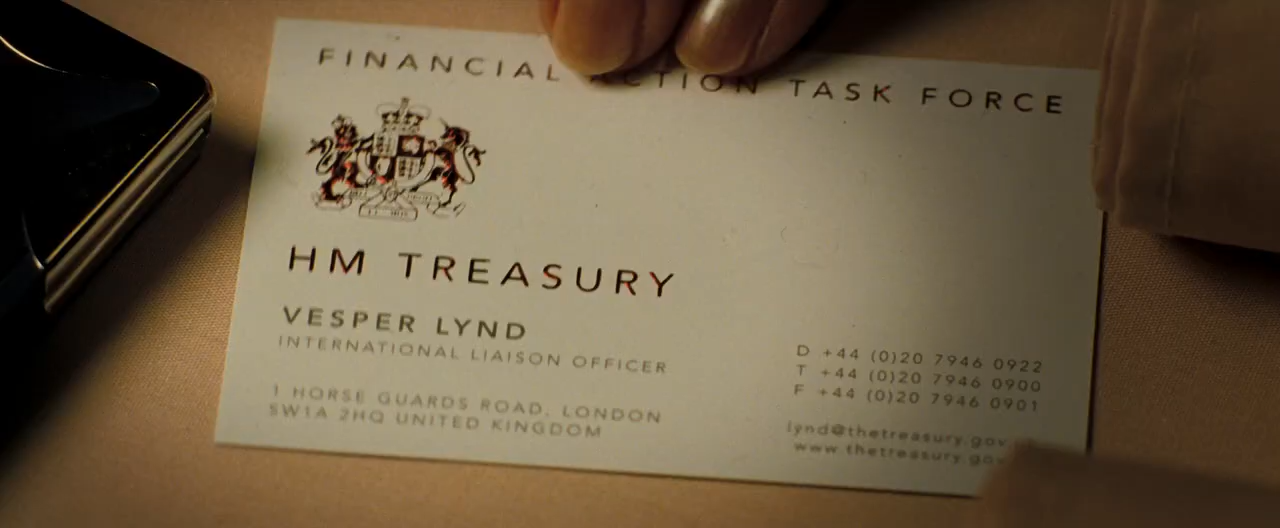 FINANCIAL ACTION TASK FORCE
HM TREASURY
VESPER LYND
INTERNATIONAL LIAISON OFFICER
1 HORSE GUARDS ROAD, LONDON
SW1A 2HQ UNITED KINGDOM
D +44 (0)20 7946 0922
T +44 (0)20 7946 0900
F +44 (0)20 7946 0901
lynd@thetreasury.gov
www.thetreasury.gov